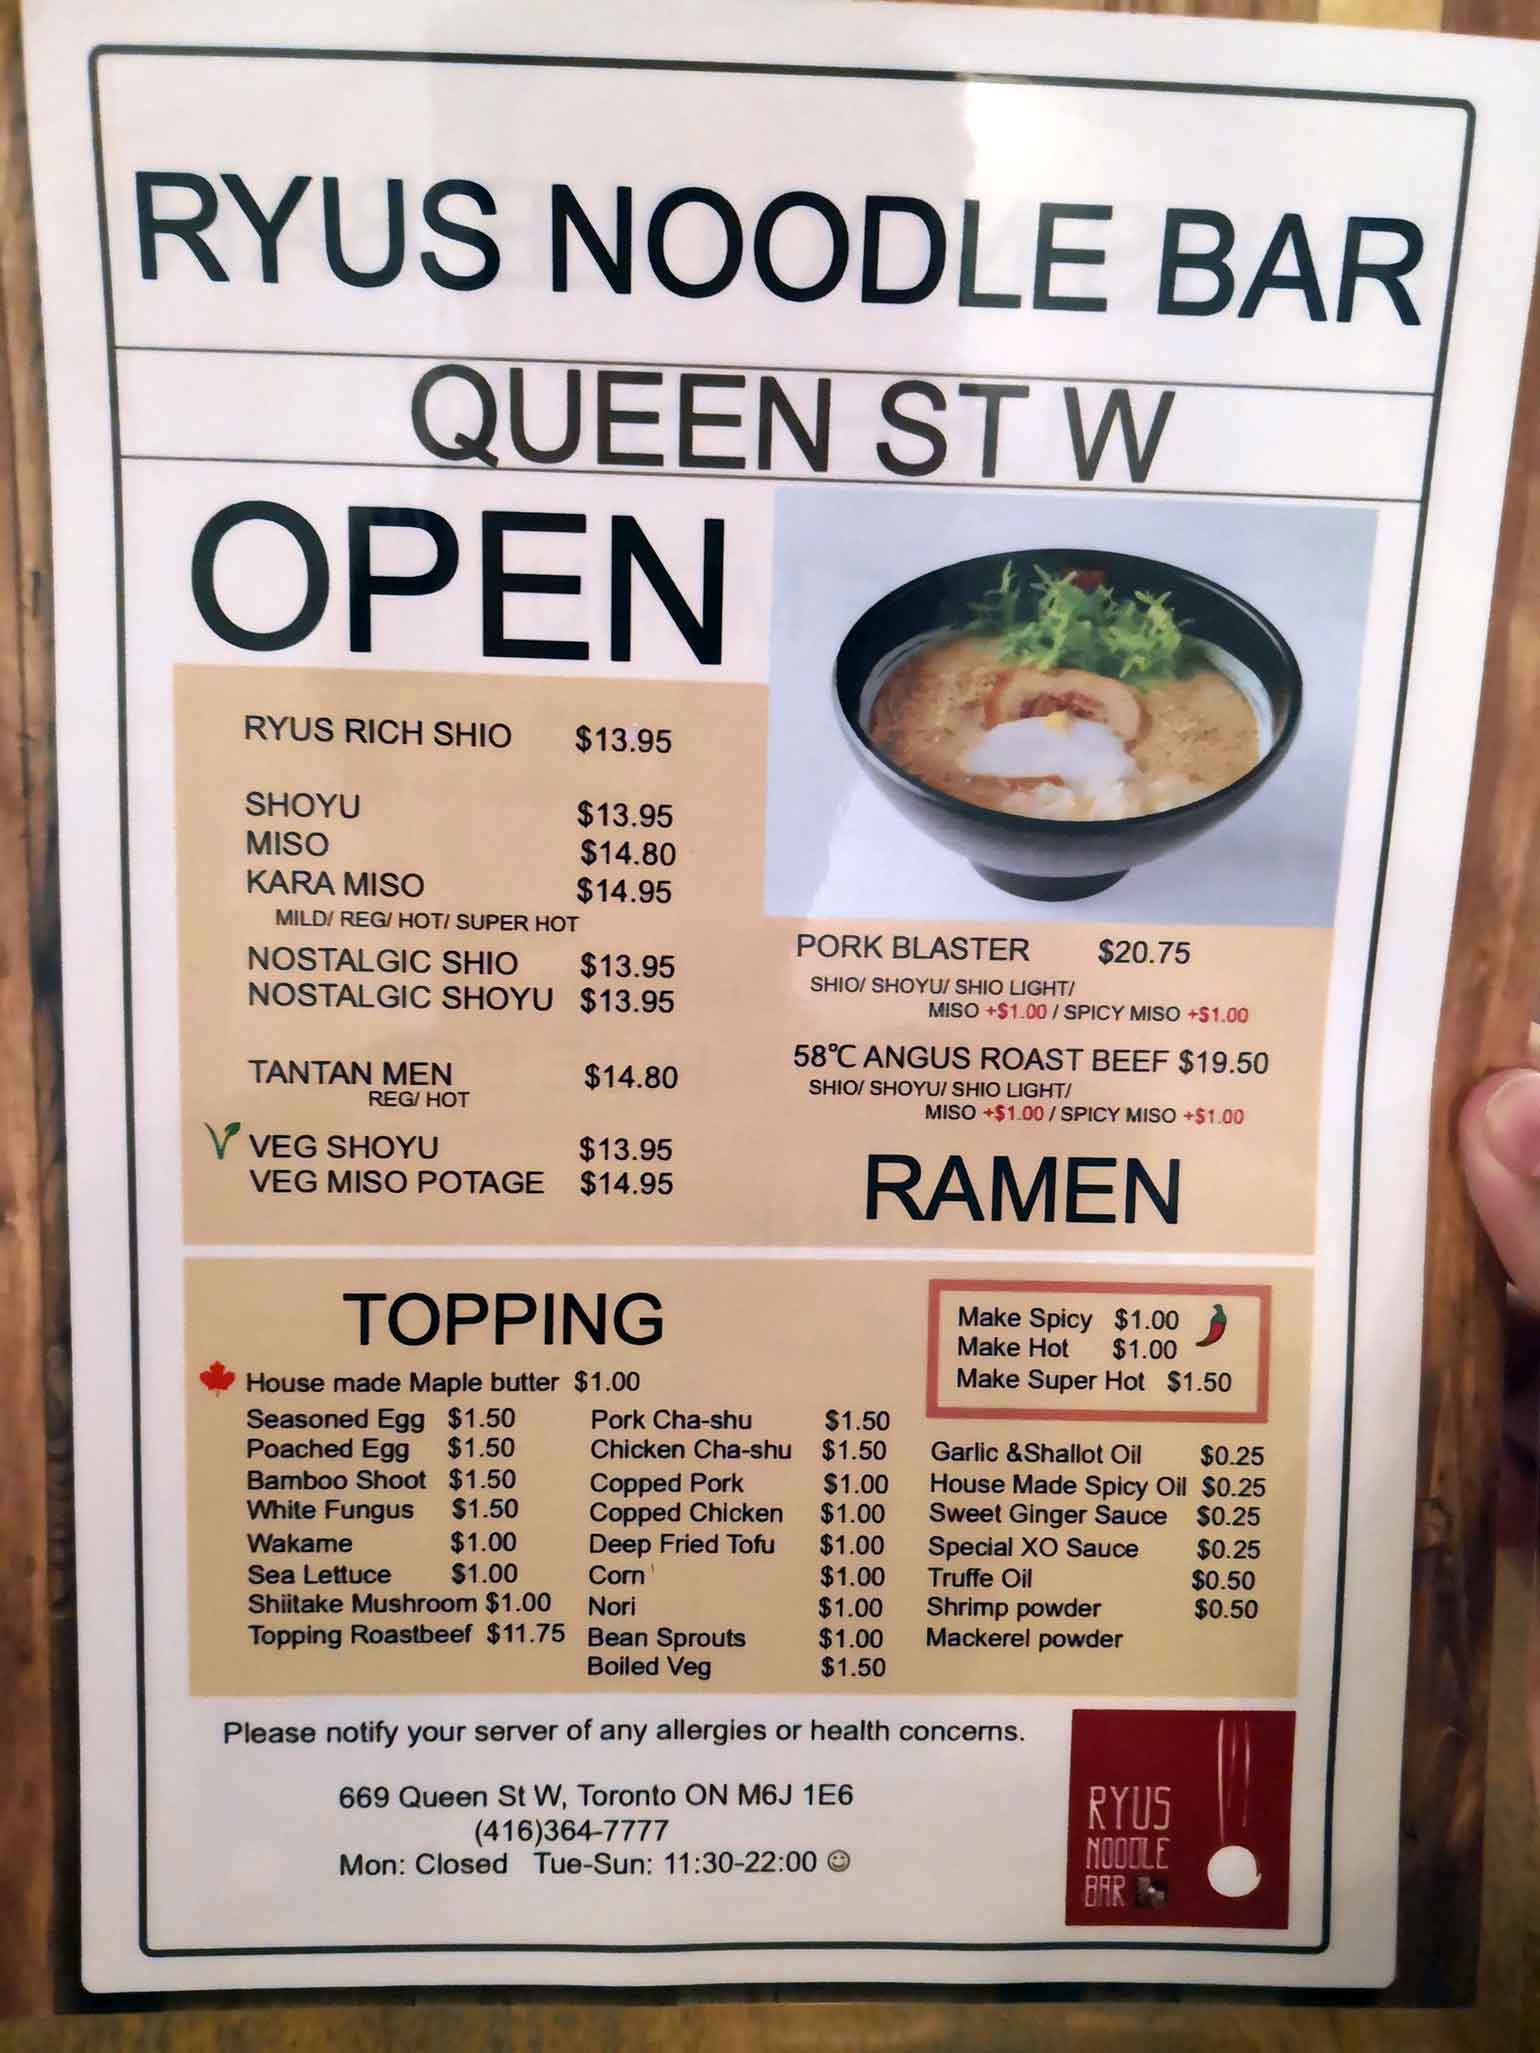 RYUS NOODLE BAR
QUEEN ST W
OPEN
RYUS RICH SHIO $13.95
SHOYU $13.95
MISO $14.80
KARA MISO $14.95
MILD/ REG/ HOT/ SUPER HOT
NOSTALGIC SHIO $13.95
NOSTALGIC SHOYU $13.95
TANTAN MEN $14.80
REG/ HOT
VEG SHOYU $13.95
VEG MISO POTAGE $14.95
PORK BLASTER $20.75
SHIO/ SHOYU/ SHIO LIGHT/
MISO +$1.00 / SPICY MISO +$1.00
58℃ ANGUS ROAST BEEF $19.50
SHIO/ SHOYU/ SHIO LIGHT/
MISO +$1.00 / SPICY MISO +$1.00
RAMEN
TOPPING
House made Maple butter $1.00
Seasoned Egg $1.50
Poached Egg $1.50
Bamboo Shoot $1.50
White Fungus $1.50
Wakame $1.00
Sea Lettuce $1.00
Shiitake Mushroom $1.00
Topping Roastbeef $11.75
Pork Cha-shu $1.50
Chicken Cha-shu $1.50
Copped Pork $1.00
Copped Chicken $1.00
Deep Fried Tofu $1.00
Corn $1.00
Nori $1.00
Bean Sprouts $1.00
Boiled Veg $1.50
Make Spicy $1.00
Make Hot $1.00
Make Super Hot $1.50
Garlic &Shallot Oil $0.25
House Made Spicy Oil $0.25
Sweet Ginger Sauce $0.25
Special XO Sauce $0.25
Truffe Oil $0.50
Shrimp powder $0.50
Mackerel powder
Please notify your server of any allergies or health concerns.
669 Queen St W, Toronto ON M6J 1E6
(416)364-7777
Mon: Closed Tue-Sun: 11:30-22:00 ☺
RYUS
NOODLE
BAR